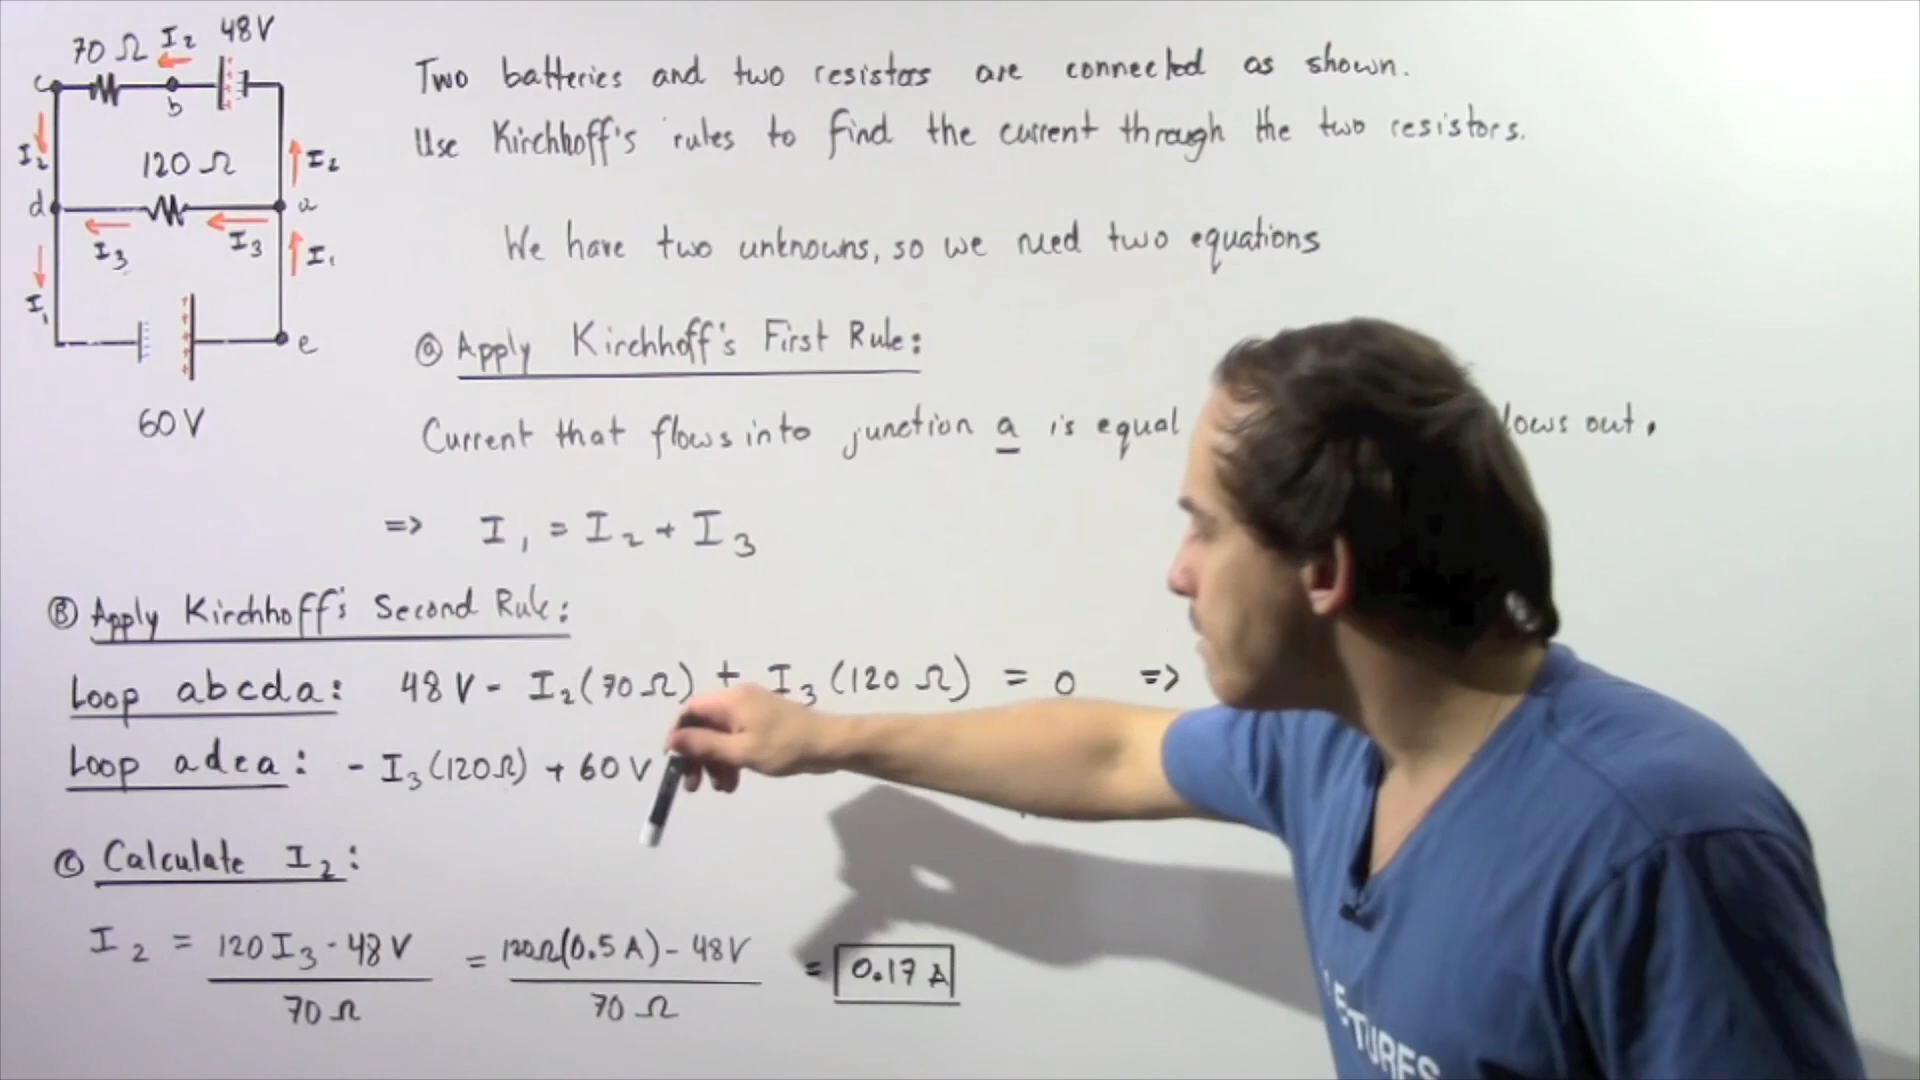 70 Ω I₂ 48V
c
b
I₂
120 Ω
I₂
d
a
I₃
I₃
I₁
I₁
e
60 V
Two batteries and two resistors are connected as shown.
Use Kirchhoff's rules to find the current through the two resistors.
We have two unknowns, so we need two equations
ⓐ Apply Kirchhoff's First Rule:
Current that flows into junction a is equal lows out.
=> I₁ = I₂ + I₃
Ⓑ Apply Kirchhoff's Second Rule:
Loop abcda: 48 V - I₂(70 Ω) + I₃ (120 Ω) = 0 =>
Loop adea: - I₃(120Ω) + 60 V
Ⓒ Calculate I₂:
I₂ = 120 I₃ - 48 V / 70 Ω = 120Ω(0.5 A) - 48 V / 70 Ω = 0.17 A
TURES